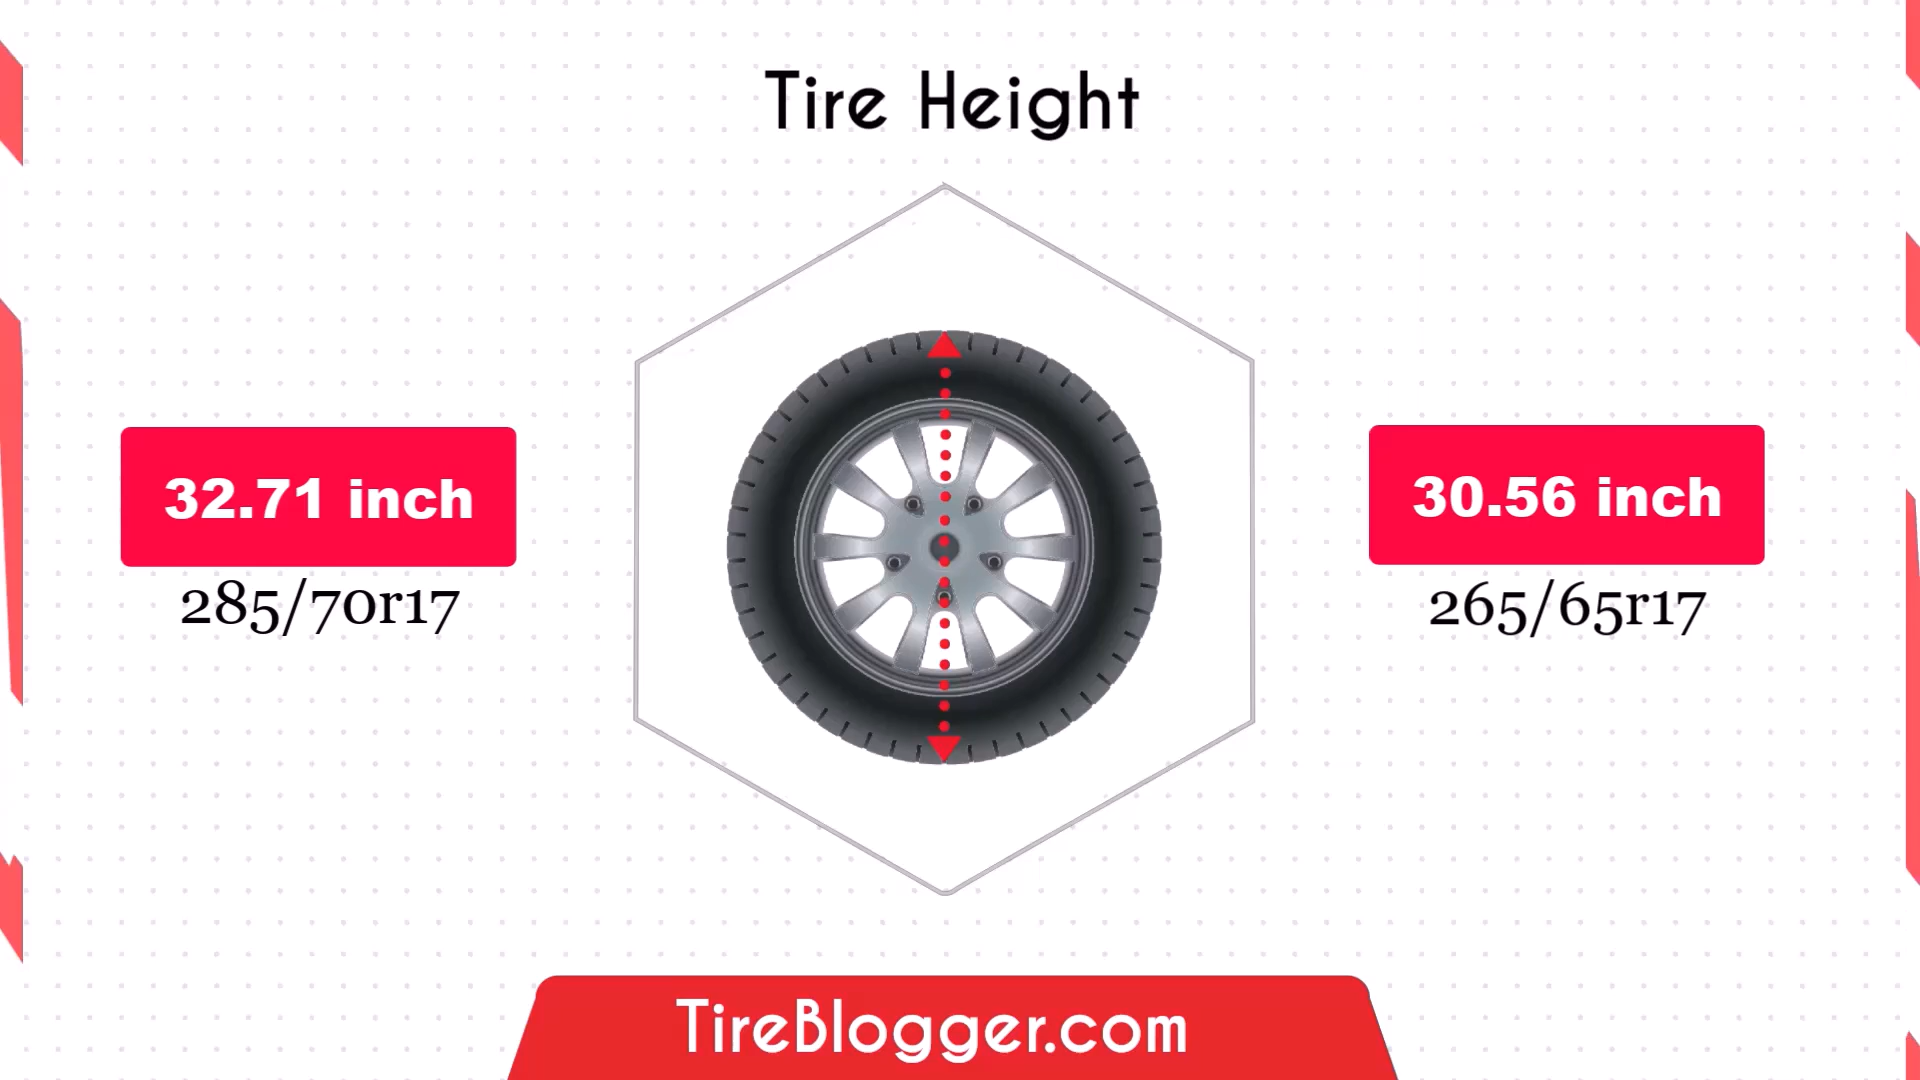 Tire Height
32.71 inch
285/70r17
30.56 inch
265/65r17
TireBlogger.com